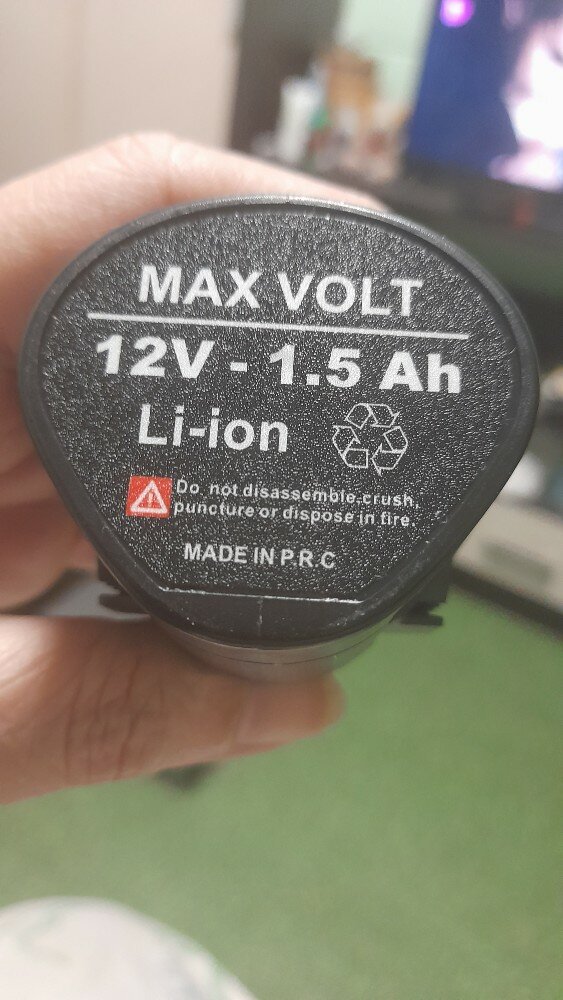 MAX VOLT
12V - 1.5 Ah
Li-ion
Do not disassemble,crush,
puncture or dispose in fire.
MADE IN P.R.C